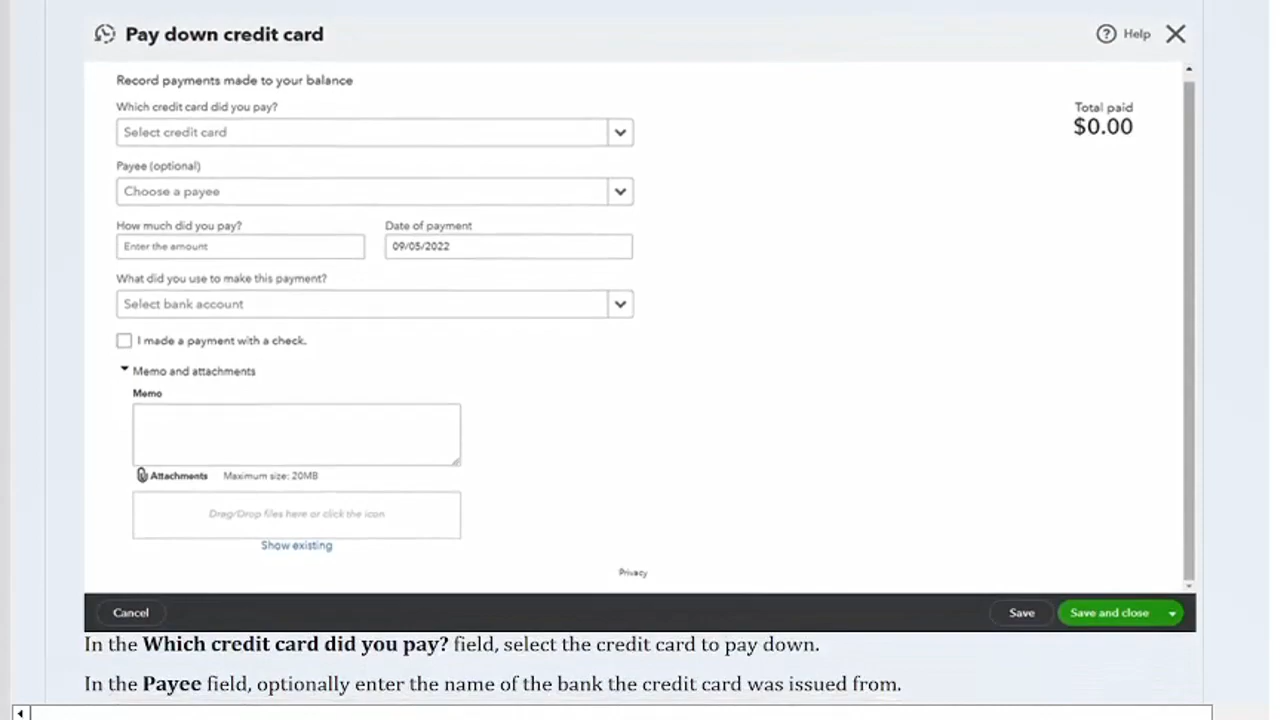 Pay down credit card
Help
Record payments made to your balance
Which credit card did you pay?
Total paid
Select credit card
$0.00
Payee (optional)
Choose a payee
How much did you pay?
Date of payment
Enter the amount
09/05/2022
What did you use to make this payment?
Select bank account
I made a payment with a check.
Memo and attachments
Memo
Attachments
Maximum size: 20MB
Drag/Drop files here or click the icon
Show existing
Privacy
Cancel
Save
Save and close
In the Which credit card did you pay? field, select the credit card to pay down.
In the Payee field, optionally enter the name of the bank the credit card was issued from.